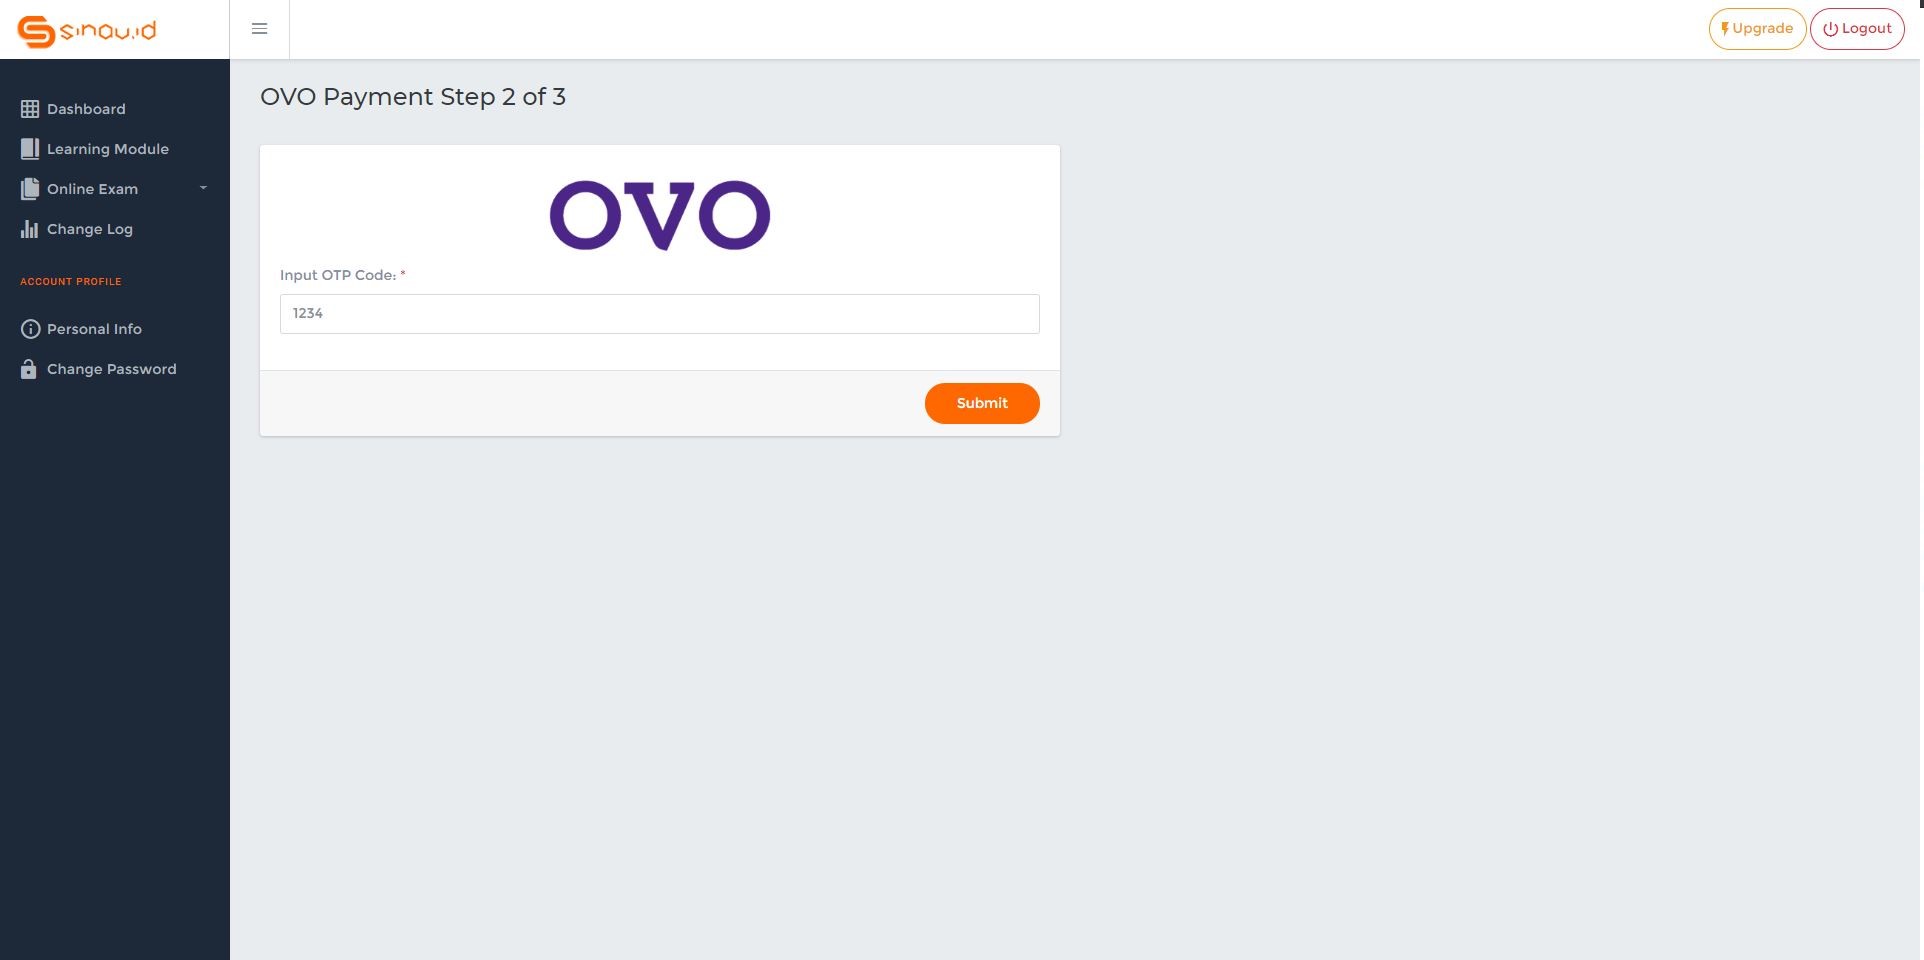 sinau.id
Upgrade
Logout
Dashboard
Learning Module
Online Exam
Change Log
ACCOUNT PROFILE
Personal Info
Change Password
OVO Payment Step 2 of 3
OVO
Input OTP Code: *
1234
Submit